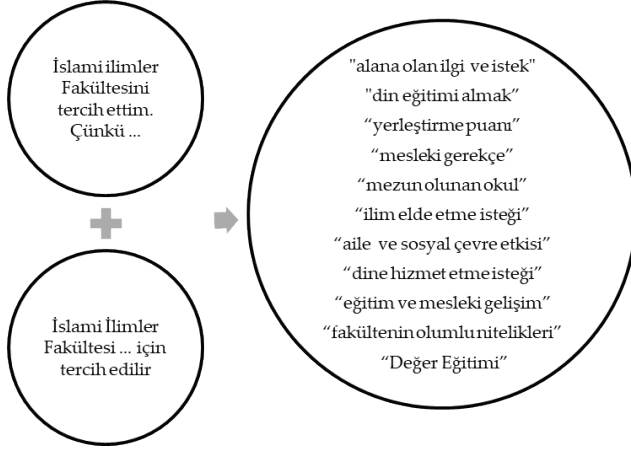 İslami ilimler
Fakültesini
tercih ettim.
Çünkü ...
İslami İlimler
Fakültesi ... için
tercih edilir
"alana olan ilgi ve istek"
"din eğitimi almak”
“yerleştirme puanı”
“mesleki gerekçe”
“mezun olunan okul”
“ilim elde etme isteği”
“aile ve sosyal çevre etkisi”
“dine hizmet etme isteği”
“eğitim ve mesleki gelişim”
“fakültenin olumlu nitelikleri”
“Değer Eğitimi”